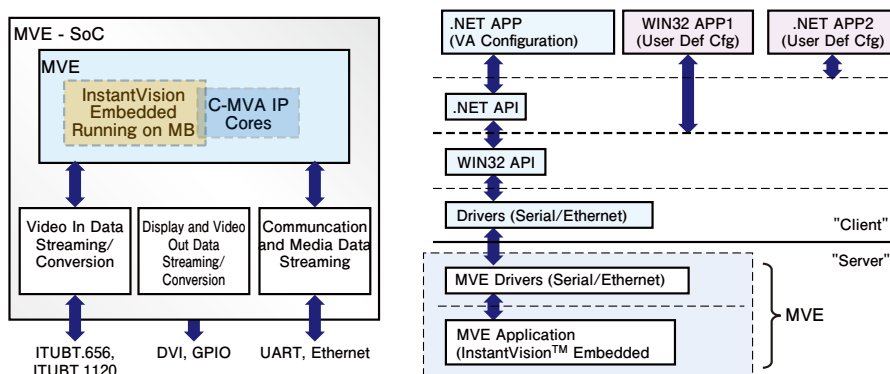 MVE - SoC
MVE
InstantVision
Embedded
Running on MB
C-MVA IP
Cores
Video In Data
Streaming/
Conversion
Display and Video
Out Data
Streaming/
Conversion
Communcation
and Media Data
Streaming
ITUBT.656,
ITUBT.1120
DVI, GPIO
UART, Ethernet
.NET APP
(VA Configuration)
WIN32 APP1
(User Def Cfg)
.NET APP2
(User Def Cfg)
.NET API
WIN32 API
Drivers (Serial/Ethernet)
"Client"
"Server"
MVE Drivers (Serial/Ethernet)
MVE Application
(InstantVision™ Embedded
MVE